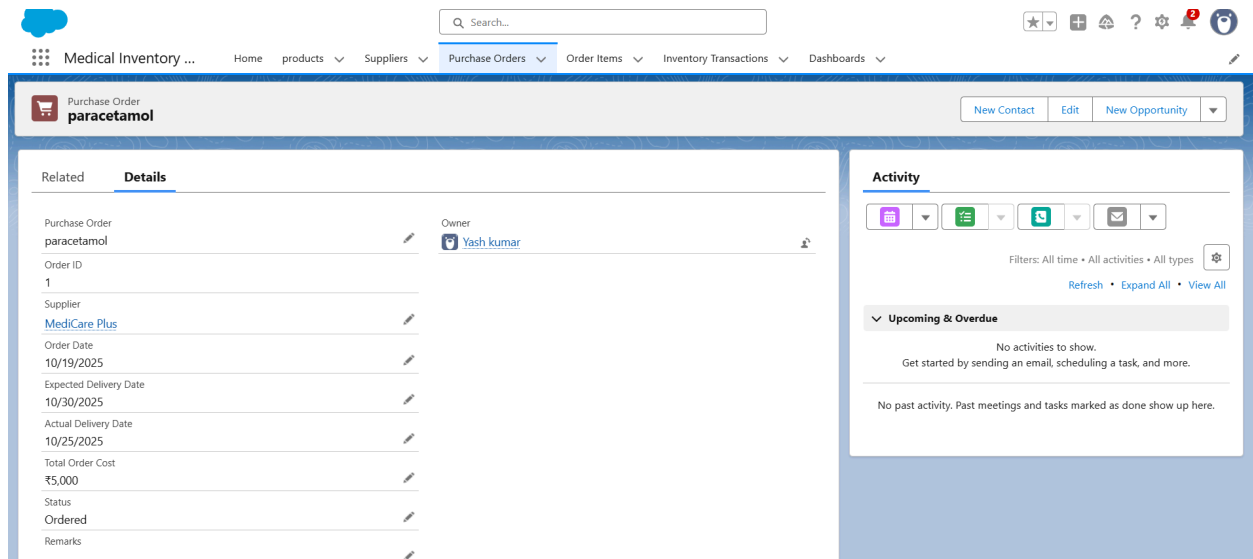 Search...
2
Medical Inventory ...
Home
products
Suppliers
Purchase Orders
Order Items
Inventory Transactions
Dashboards
Purchase Order
paracetamol
New Contact
Edit
New Opportunity
Related
Details
Purchase Order
paracetamol
Order ID
1
Supplier
MediCare Plus
Order Date
10/19/2025
Expected Delivery Date
10/30/2025
Actual Delivery Date
10/25/2025
Total Order Cost
₹5,000
Status
Ordered
Remarks
Owner
Yash kumar
Activity
Filters: All time • All activities • All types
Refresh • Expand All • View All
Upcoming & Overdue
No activities to show.
Get started by sending an email, scheduling a task, and more.
No past activity. Past meetings and tasks marked as done show up here.